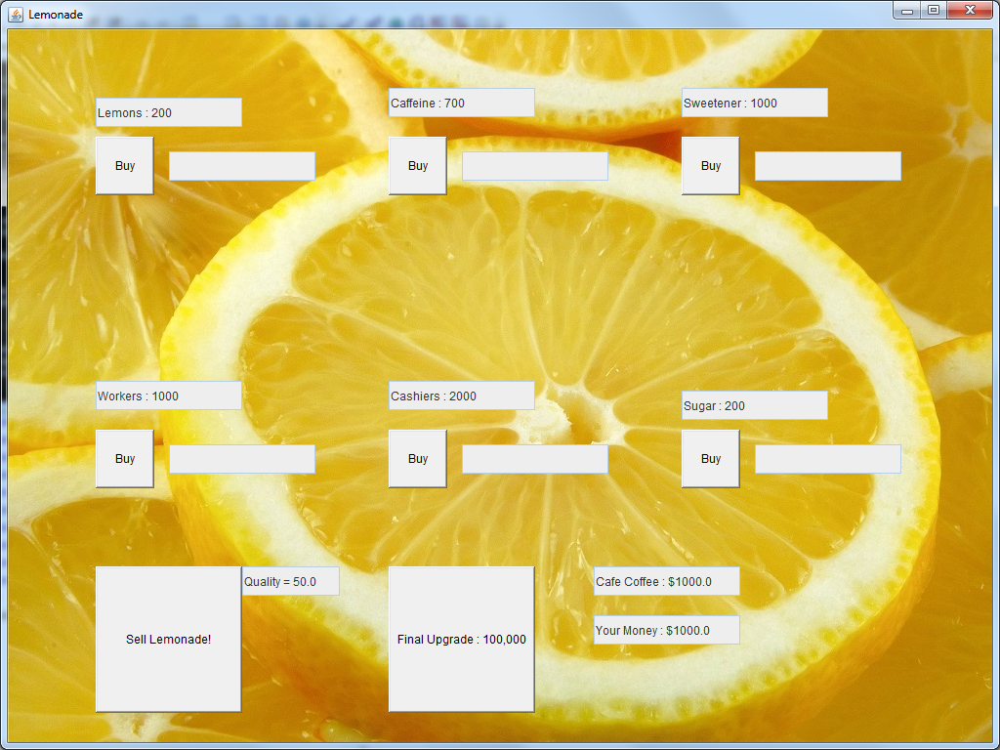 Lemonade
Lemons : 200
Caffeine : 700
Sweetener : 1000
Buy
Buy
Buy
Workers : 1000
Cashiers : 2000
Sugar : 200
Buy
Buy
Buy
Sell Lemonade!
Quality = 50.0
Final Upgrade : 100,000
Cafe Coffee : $1000.0
Your Money : $1000.0